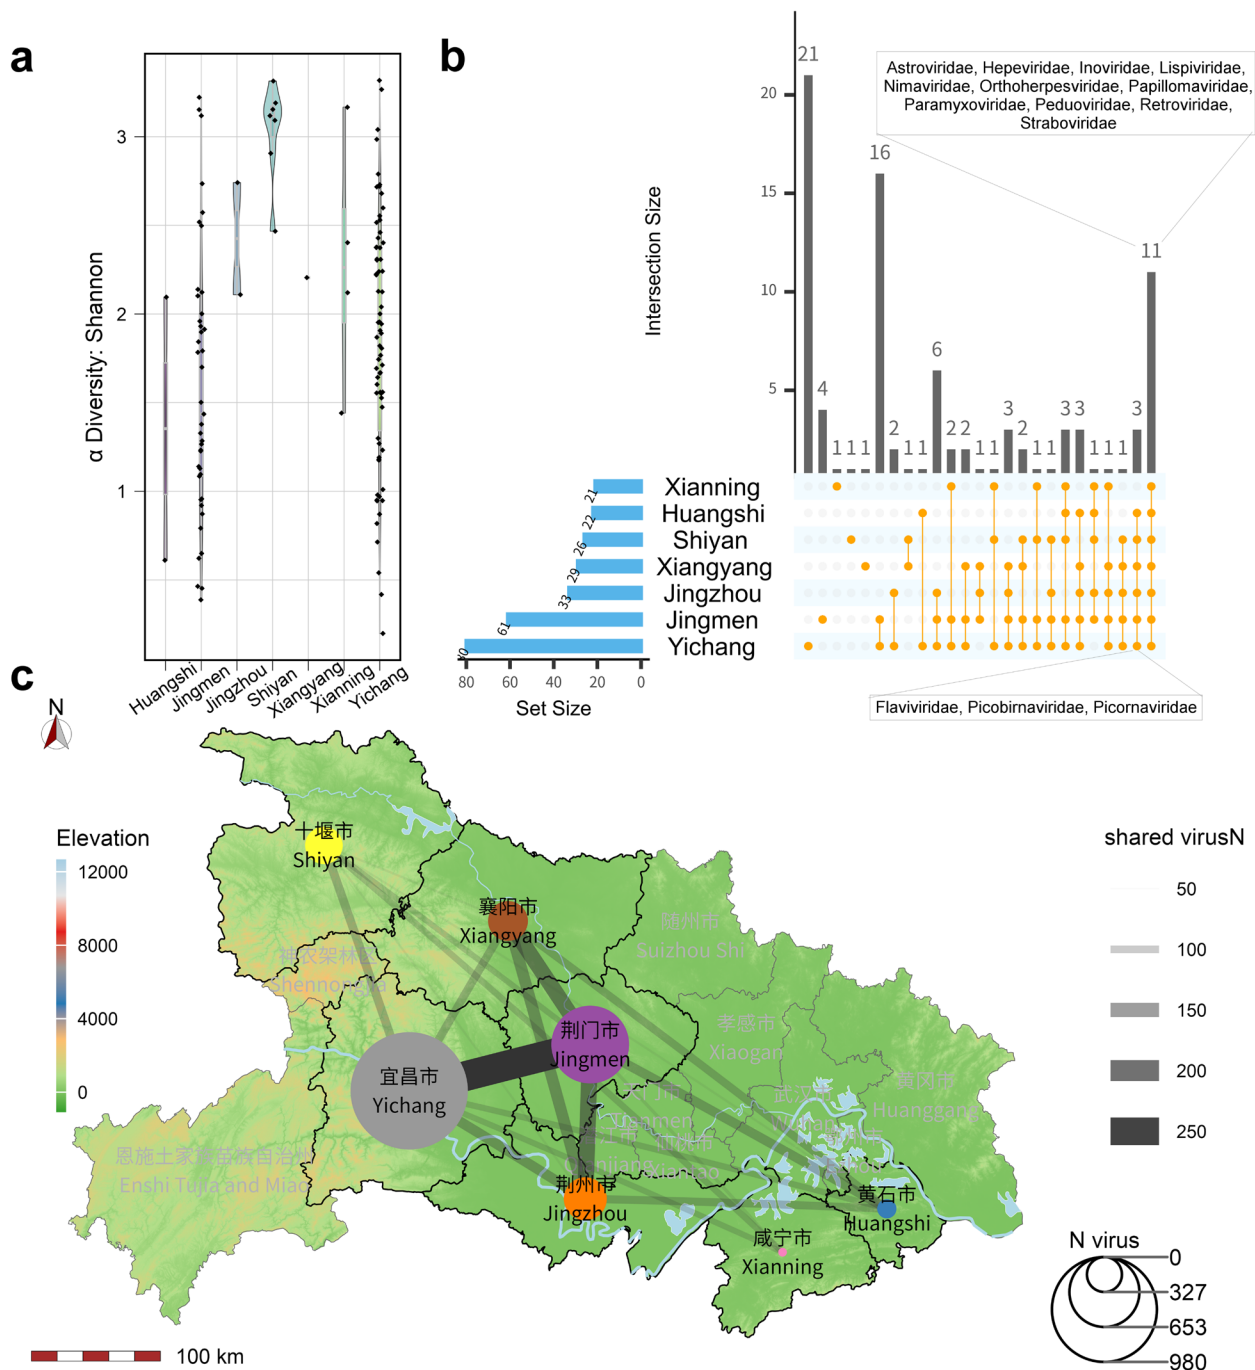 a
α Diversity: Shannon
3
2
1
Huangshi
Jingmen
Jingzhou
Shiyan
Xiangyang
Xianning
Yichang
b
Intersection Size
20
15
10
5
21
4
1
1
1
16
2
1
1
6
2
2
1
1
3
2
1
1
3
3
1
1
1
3
11
Astroviridae, Hepeviridae, Inoviridae, Lispiviridae,
Nimaviridae, Orthoherpesviridae, Papillomaviridae,
Paramyxoviridae, Peduoviridae, Retroviridae,
Straboviridae
21
Xianning
22
Huangshi
26
Shiyan
29
Xiangyang
33
Jingzhou
61
Jingmen
Yichang
80
60
40
20
0
Set Size
Flaviviridae, Picobirnaviridae, Picornaviridae
c
N
Elevation
12000
8000
4000
0
十堰市
Shiyan
襄阳市
Xiangyang
随州市
Suizhou Shi
神农架林区
Shennongjia
荆门市
Jingmen
孝感市
Xiaogan
宜昌市
Yichang
武汉市
黄冈市
Huanggang
恩施土家族苗族自治州
Enshi Tujia and Miao
荆州市
Jingzhou
黄石市
Huangshi
咸宁市
Xianning
shared virusN
50
100
150
200
250
N virus
0
327
653
980
100 km